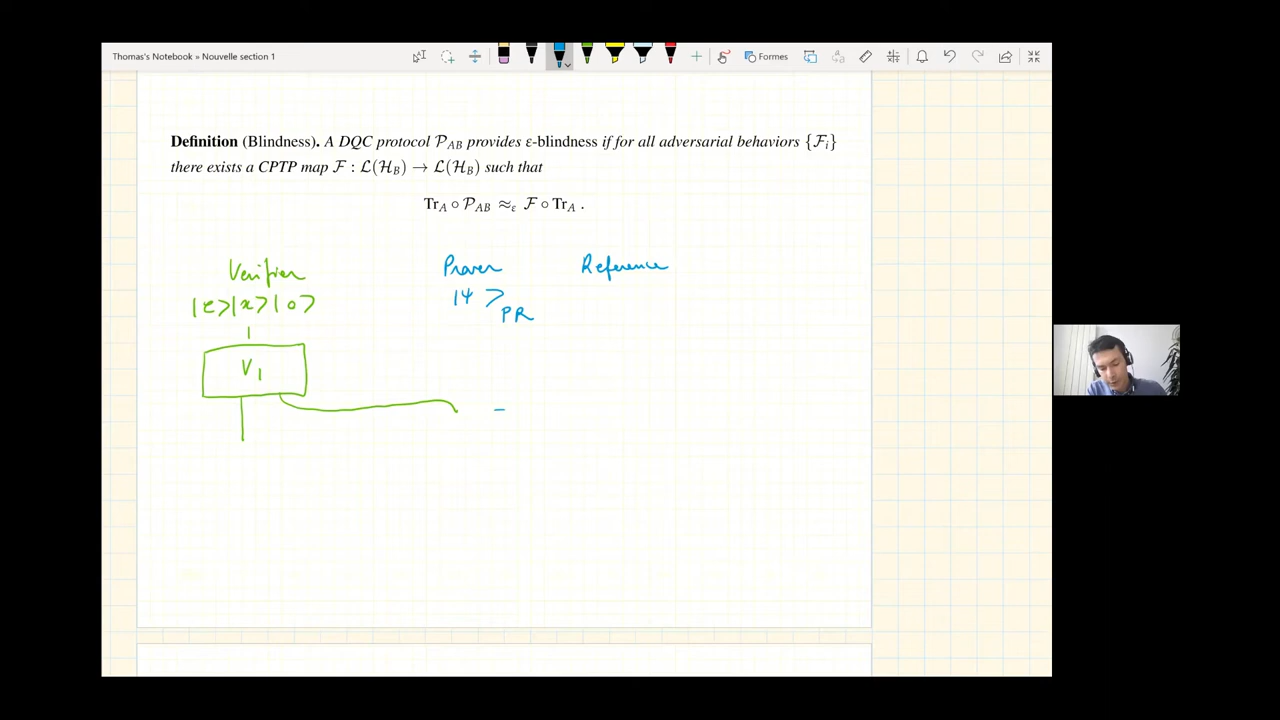 Thomas's Notebook » Nouvelle section 1
Formes
Definition (Blindness). A DQC protocol 𝒫_AB provides ε-blindness if for all adversarial behaviors {ℱ_i}
there exists a CPTP map ℱ : ℒ(ℋ_B) → ℒ(ℋ_B) such that
Tr_A ∘ 𝒫_AB ≈_ε ℱ ∘ Tr_A .
Verifier Prover Reference
|x>|0> |Ψ>_PR
V_1